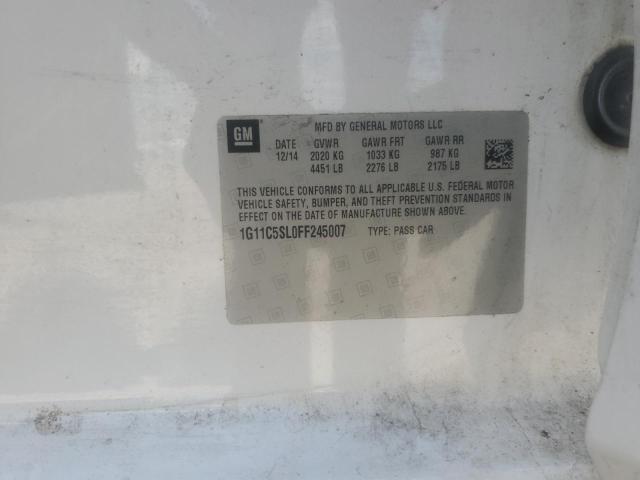 GM
MFD BY GENERAL MOTORS LLC
DATE GVWR GAWR FRT GAWR RR
12/14 2020 KG 1033 KG 987 KG
4451 LB 2276 LB 2175 LB
THIS VEHICLE CONFORMS TO ALL APPLICABLE U.S. FEDERAL MOTOR
VEHICLE SAFETY, BUMPER, AND THEFT PREVENTION STANDARDS IN
EFFECT ON THE DATE OF MANUFACTURE SHOWN ABOVE.
1G11C5SL0FF245007 TYPE: PASS CAR